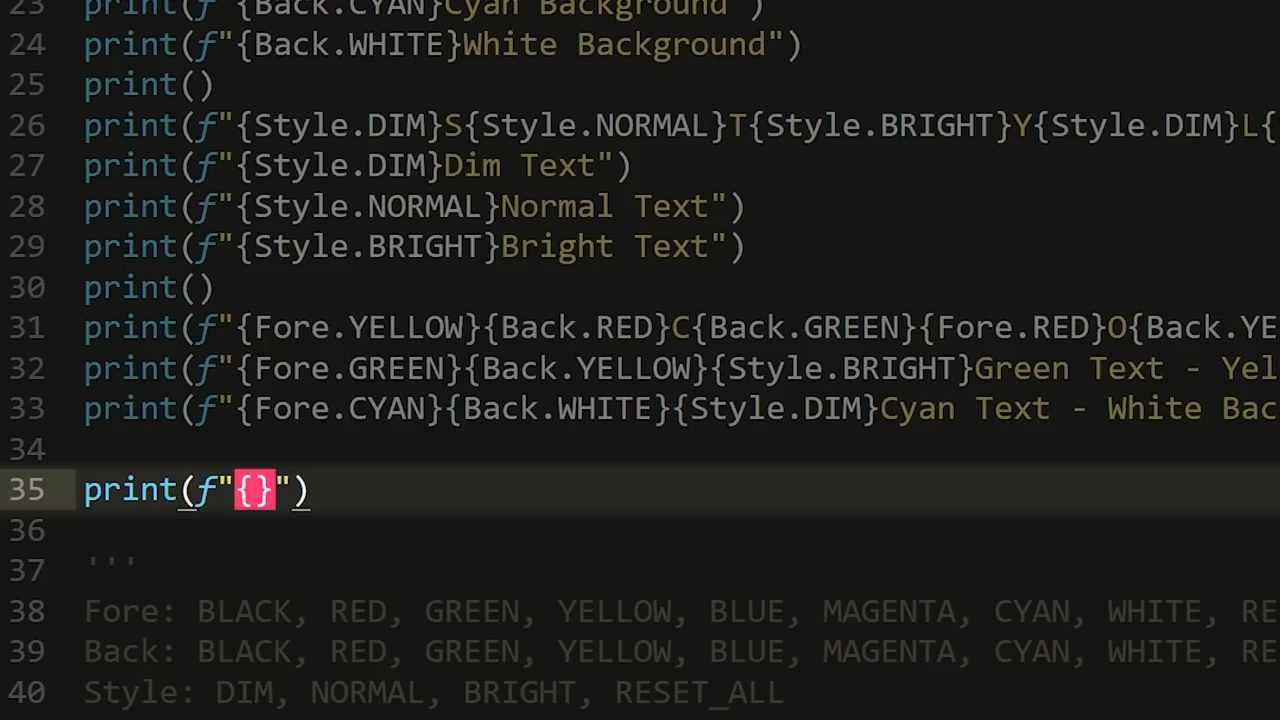 23 print(f"{Back.CYAN}Cyan Background")
24 print(f"{Back.WHITE}White Background")
25 print()
26 print(f"{Style.DIM}S{Style.NORMAL}T{Style.BRIGHT}Y{Style.DIM}L{
27 print(f"{Style.DIM}Dim Text")
28 print(f"{Style.NORMAL}Normal Text")
29 print(f"{Style.BRIGHT}Bright Text")
30 print()
31 print(f"{Fore.YELLOW}{Back.RED}C{Back.GREEN}{Fore.RED}O{Back.YE
32 print(f"{Fore.GREEN}{Back.YELLOW}{Style.BRIGHT}Green Text - Yel
33 print(f"{Fore.CYAN}{Back.WHITE}{Style.DIM}Cyan Text - White Bac
34
35 print(f"{}")
36
37 '''
38 Fore: BLACK, RED, GREEN, YELLOW, BLUE, MAGENTA, CYAN, WHITE, RE
39 Back: BLACK, RED, GREEN, YELLOW, BLUE, MAGENTA, CYAN, WHITE, RE
40 Style: DIM, NORMAL, BRIGHT, RESET_ALL